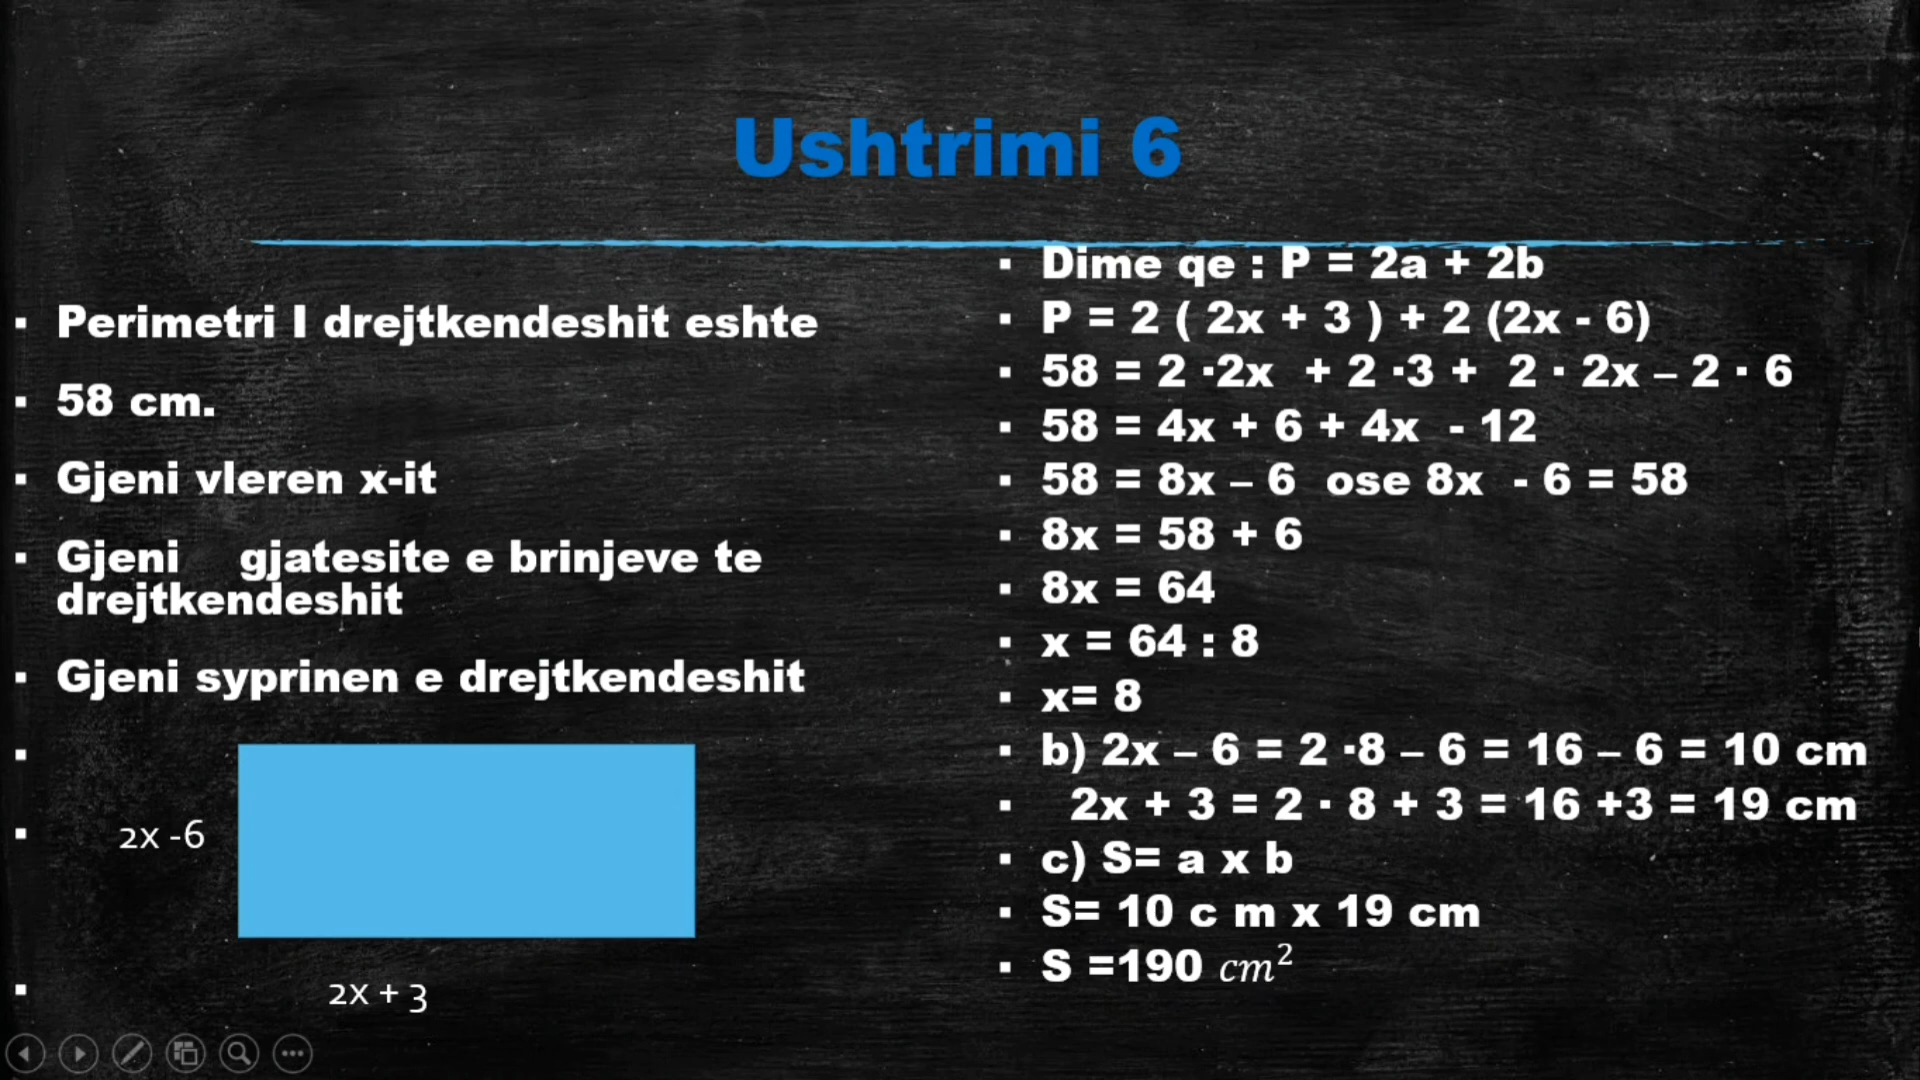 Ushtrimi 6
▪ Perimetri I drejtkendeshit eshte
▪ 58 cm.
▪ Gjeni vleren x-it
▪ Gjeni gjatesite e brinjeve te
drejtkendeshit
▪ Gjeni syprinen e drejtkendeshit
▪
▪ 2x -6
▪ 2x + 3
▪ Dime qe : P = 2a + 2b
▪ P = 2 ( 2x + 3 ) + 2 (2x - 6)
▪ 58 = 2 ·2x + 2 ·3 + 2 · 2x – 2 · 6
▪ 58 = 4x + 6 + 4x - 12
▪ 58 = 8x – 6 ose 8x - 6 = 58
▪ 8x = 58 + 6
▪ 8x = 64
▪ x = 64 : 8
▪ x= 8
▪ b) 2x – 6 = 2 ·8 – 6 = 16 – 6 = 10 cm
▪ 2x + 3 = 2 · 8 + 3 = 16 +3 = 19 cm
▪ c) S= a x b
▪ S= 10 c m x 19 cm
▪ S =190 cm²